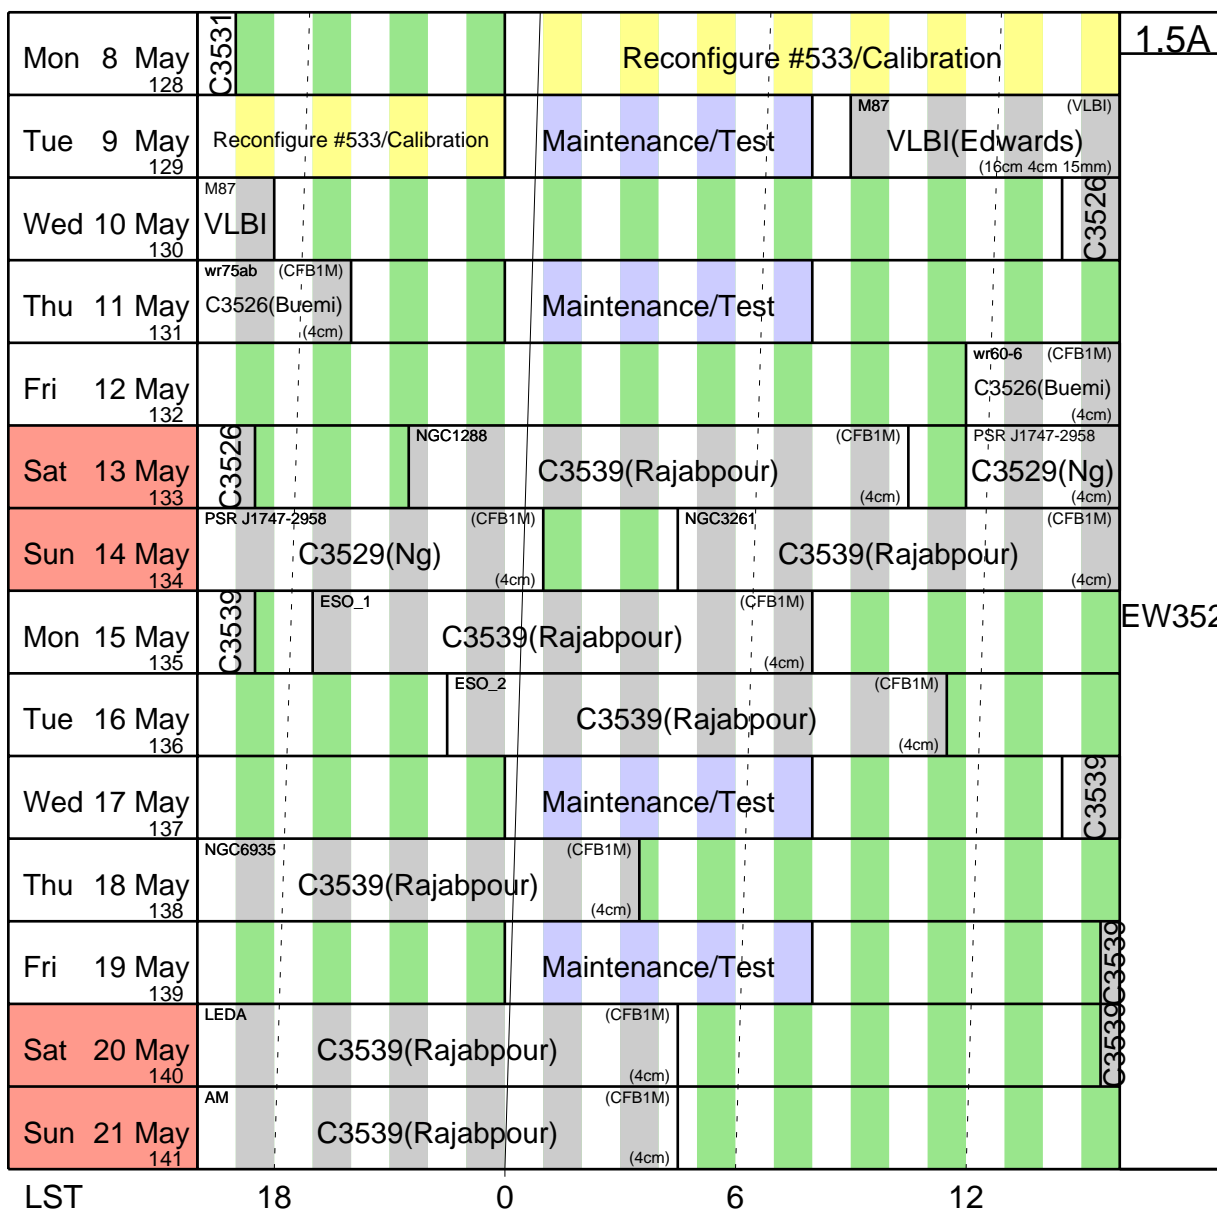 Mon 8 May
128
C3531
Reconfigure #533/Calibration
1.5A
Tue 9 May
129
Reconfigure #533/Calibration
Maintenance/Test
M87
(VLBI)
VLBI(Edwards)
(16cm 4cm 15mm)
Wed 10 May
130
M87
VLBI
C3526
Thu 11 May
131
wr75ab
(CFB1M)
C3526(Buemi)
(4cm)
Maintenance/Test
Fri 12 May
132
wr60-6
(CFB1M)
C3526(Buemi)
(4cm)
Sat 13 May
133
C3526
NGC1288
(CFB1M)
C3539(Rajabpour)
(4cm)
PSR J1747-2958
C3529(Ng)
(4cm)
Sun 14 May
134
PSR J1747-2958
(CFB1M)
C3529(Ng)
(4cm)
NGC3261
(CFB1M)
C3539(Rajabpour)
(4cm)
Mon 15 May
135
C3539
ESO_1
(CFB1M)
C3539(Rajabpour)
(4cm)
EW352
Tue 16 May
136
ESO_2
(CFB1M)
C3539(Rajabpour)
(4cm)
Wed 17 May
137
Maintenance/Test
C3539
Thu 18 May
138
NGC6935
(CFB1M)
C3539(Rajabpour)
(4cm)
Fri 19 May
139
Maintenance/Test
C3539
Sat 20 May
140
LEDA
(CFB1M)
C3539(Rajabpour)
(4cm)
C3539
Sun 21 May
141
AM
(CFB1M)
C3539(Rajabpour)
(4cm)
LST 18 0 6 12